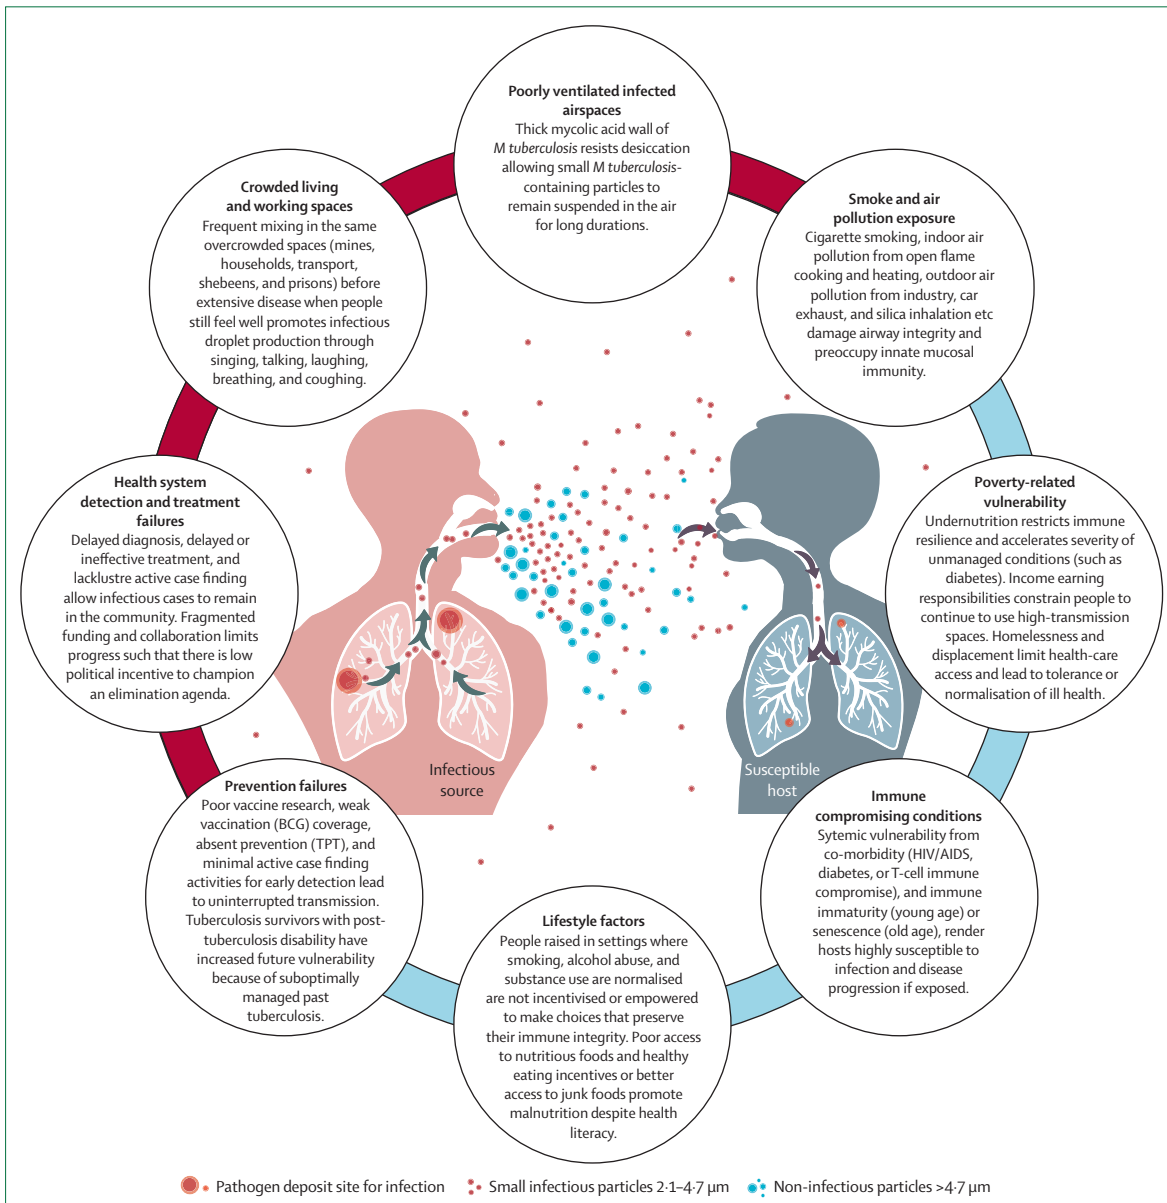 Poorly ventilated infected
airspaces
Thick mycolic acid wall of
M tuberculosis resists desiccation
allowing small M tuberculosis-
containing particles to
remain suspended in the air
for long durations.
Crowded living
and working spaces
Frequent mixing in the same
overcrowded spaces (mines,
households, transport,
shebeens, and prisons) before
extensive disease when people
still feel well promotes infectious
droplet production through
singing, talking, laughing,
breathing, and coughing.
Smoke and air
pollution exposure
Cigarette smoking, indoor air
pollution from open flame
cooking and heating, outdoor air
pollution from industry, car
exhaust, and silica inhalation etc
damage airway integrity and
preoccupy innate mucosal
immunity.
Health system
detection and treatment
failures
Delayed diagnosis, delayed or
ineffective treatment, and
lacklustre active case finding
allow infectious cases to remain
in the community. Fragmented
funding and collaboration limits
progress such that there is low
political incentive to champion
an elimination agenda.
Poverty-related
vulnerability
Undernutrition restricts immune
resilience and accelerates severity of
unmanaged conditions (such as
diabetes). Income earning
responsibilities constrain people to
continue to use high-transmission
spaces. Homelessness and
displacement limit health-care
access and lead to tolerance or
normalisation of ill health.
Infectious
source
Susceptible
host
Prevention failures
Poor vaccine research, weak
vaccination (BCG) coverage,
absent prevention (TPT), and
minimal active case finding
activities for early detection lead
to uninterrupted transmission.
Tuberculosis survivors with post-
tuberculosis disability have
increased future vulnerability
because of suboptimally
managed past
tuberculosis.
Immune
compromising conditions
Sytemic vulnerability from
co-morbidity (HIV/AIDS,
diabetes, or T-cell immune
compromise), and immune
immaturity (young age) or
senescence (old age), render
hosts highly susceptible to
infection and disease
progression if exposed.
Lifestyle factors
People raised in settings where
smoking, alcohol abuse, and
substance use are normalised
are not incentivised or empowered
to make choices that preserve
their immune integrity. Poor access
to nutritious foods and healthy
eating incentives or better
access to junk foods promote
malnutrition despite health
literacy.
Pathogen deposit site for infection
Small infectious particles 2·1–4·7 μm
Non-infectious particles >4·7 μm